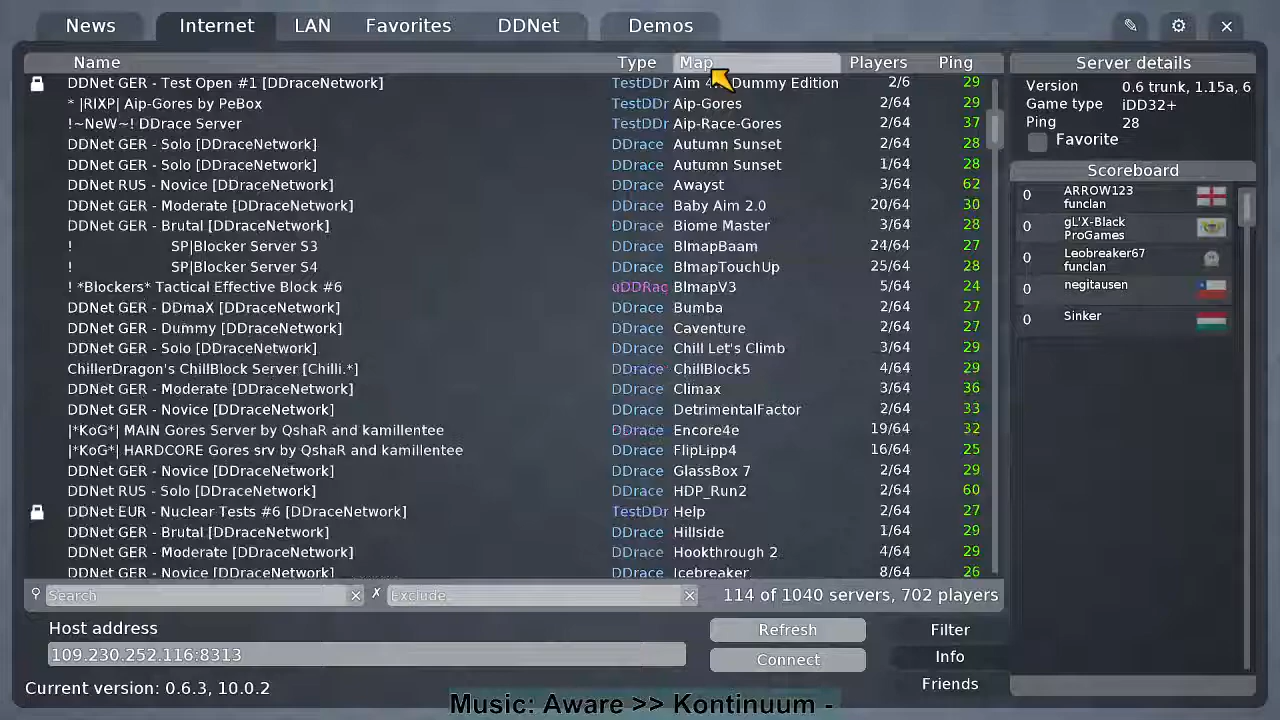 News Internet LAN Favorites DDNet Demos
Name Type Map Players Ping
DDNet GER - Test Open #1 [DDraceNetwork] TestDDr Aim 4 Dummy Edition 2/6 29
* |RIXP| Aip-Gores by PeBox TestDDr Aip-Gores 2/64 29
!~NeW~! DDrace Server TestDDr Aip-Race-Gores 2/64 37
DDNet GER - Solo [DDraceNetwork] DDrace Autumn Sunset 2/64 28
DDNet GER - Solo [DDraceNetwork] DDrace Autumn Sunset 1/64 28
DDNet RUS - Novice [DDraceNetwork] DDrace Awayst 3/64 62
DDNet GER - Moderate [DDraceNetwork] DDrace Baby Aim 2.0 20/64 30
DDNet GER - Brutal [DDraceNetwork] DDrace Biome Master 3/64 28
! SP|Blocker Server S3 DDrace BlmapBaam 24/64 27
! SP|Blocker Server S4 DDrace BlmapTouchUp 25/64 28
! *Blockers* Tactical Effective Block #6 uDDRac BlmapV3 5/64 24
DDNet GER - DDmaX [DDraceNetwork] DDrace Bumba 2/64 27
DDNet GER - Dummy [DDraceNetwork] DDrace Caventure 2/64 27
DDNet GER - Solo [DDraceNetwork] DDrace Chill Let's Climb 3/64 29
ChillerDragon's ChillBlock Server [Chilli.*] DDrace ChillBlock5 4/64 29
DDNet GER - Moderate [DDraceNetwork] DDrace Climax 3/64 36
DDNet GER - Novice [DDraceNetwork] DDrace DetrimentalFactor 2/64 33
|*KoG*| MAIN Gores Server by QshaR and kamillentee DDrace Encore4e 19/64 32
|*KoG*| HARDCORE Gores srv by QshaR and kamillentee DDrace FlipLipp4 16/64 25
DDNet GER - Novice [DDraceNetwork] DDrace GlassBox 7 2/64 29
DDNet RUS - Solo [DDraceNetwork] DDrace HDP_Run2 2/64 60
DDNet EUR - Nuclear Tests #6 [DDraceNetwork] TestDDr Help 2/64 27
DDNet GER - Brutal [DDraceNetwork] DDrace Hillside 1/64 29
DDNet GER - Moderate [DDraceNetwork] DDrace Hookthrough 2 4/64 29
DDNet GER - Novice [DDraceNetwork] DDrace Icebreaker 8/64 26
Search Exclude 114 of 1040 servers, 702 players
Host address
109.230.252.116:8313
Refresh
Connect
Filter
Info
Friends
Current version: 0.6.3, 10.0.2
Server details
Version 0.6 trunk, 1.15a, 6
Game type iDD32+
Ping 28
Favorite
Scoreboard
0 ARROW123
funclan
0 gL'X-Black
ProGames
0 Leobreaker67
funclan
0 negitausen
0 Sinker
Music: Aware >> Kontinuum -